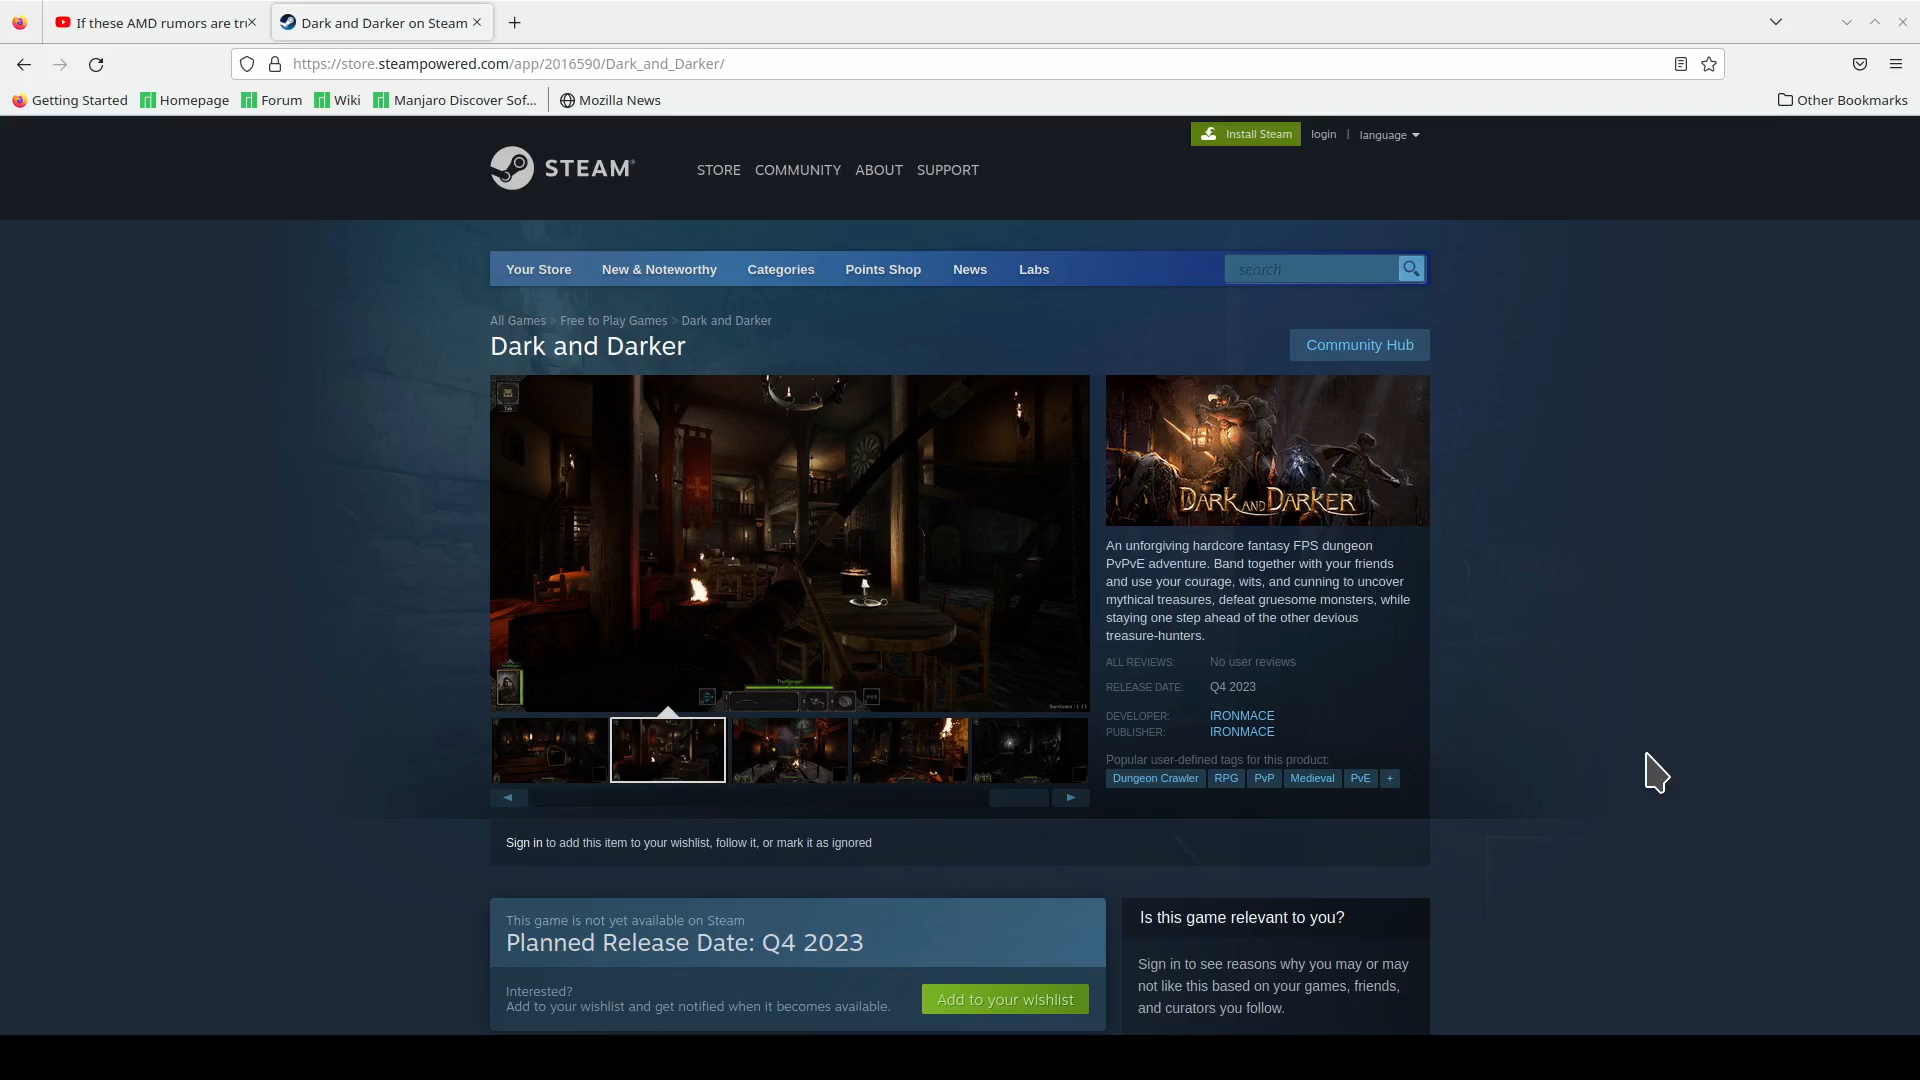 If these AMD rumors are tr
Dark and Darker on Steam
https://store.steampowered.com/app/2016590/Dark_and_Darker/
Getting Started
Homepage
Forum
Wiki
Manjaro Discover Sof...
Mozilla News
Other Bookmarks
Install Steam
login
|
language
STEAM®
STORE
COMMUNITY
ABOUT
SUPPORT
Your Store
New & Noteworthy
Categories
Points Shop
News
Labs
search
All Games > Free to Play Games > Dark and Darker
Dark and Darker
Community Hub
DARK AND DARKER
An unforgiving hardcore fantasy FPS dungeon
PvPvE adventure. Band together with your friends
and use your courage, wits, and cunning to uncover
mythical treasures, defeat gruesome monsters, while
staying one step ahead of the other devious
treasure-hunters.
ALL REVIEWS: No user reviews
RELEASE DATE: Q4 2023
DEVELOPER: IRONMACE
PUBLISHER: IRONMACE
Popular user-defined tags for this product:
Dungeon Crawler
RPG
PvP
Medieval
PvE
+
Sign in to add this item to your wishlist, follow it, or mark it as ignored
This game is not yet available on Steam
Planned Release Date: Q4 2023
Interested?
Add to your wishlist and get notified when it becomes available.
Add to your wishlist
Is this game relevant to you?
Sign in to see reasons why you may or may
not like this based on your games, friends,
and curators you follow.